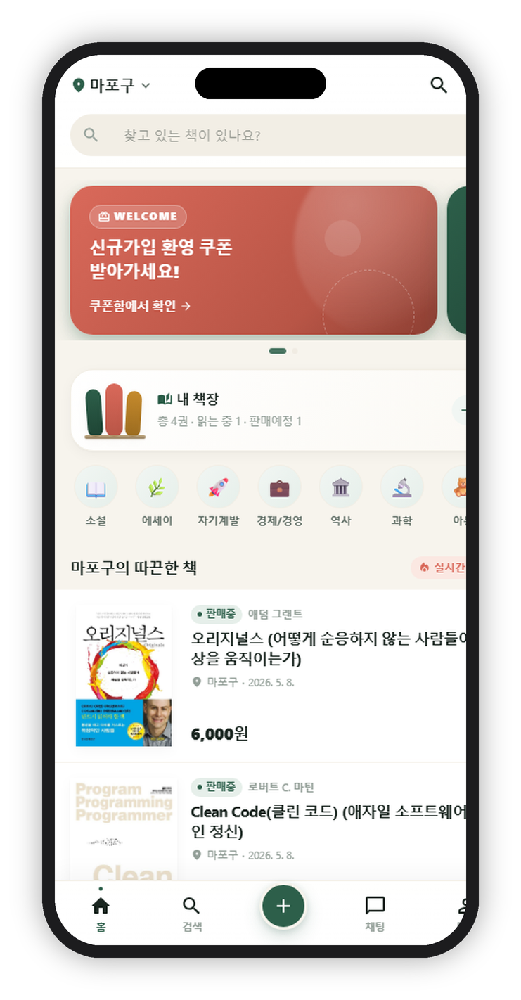 마포구
찾고 있는 책이 있나요?
WELCOME
신규가입 환영 쿠폰
받아가세요!
쿠폰함에서 확인 →
내 책장
총 4권 · 읽는 중 1 · 판매예정 1
소설 에세이 자기계발 경제/경영 역사 과학
마포구의 따끈한 책
실시간
판매중 애덤 그랜트
오리지널스 (어떻게 순응하지 않는 사람들이
상을 움직이는가)
마포구 · 2026. 5. 8.
6,000원
오리지널스
Originals
판매중 로버트 C. 마틴
Clean Code(클린 코드) (애자일 소프트웨어
인 정신)
마포구 · 2026. 5. 8.
Program
Programming
Programmer
Clean
홈 검색 채팅